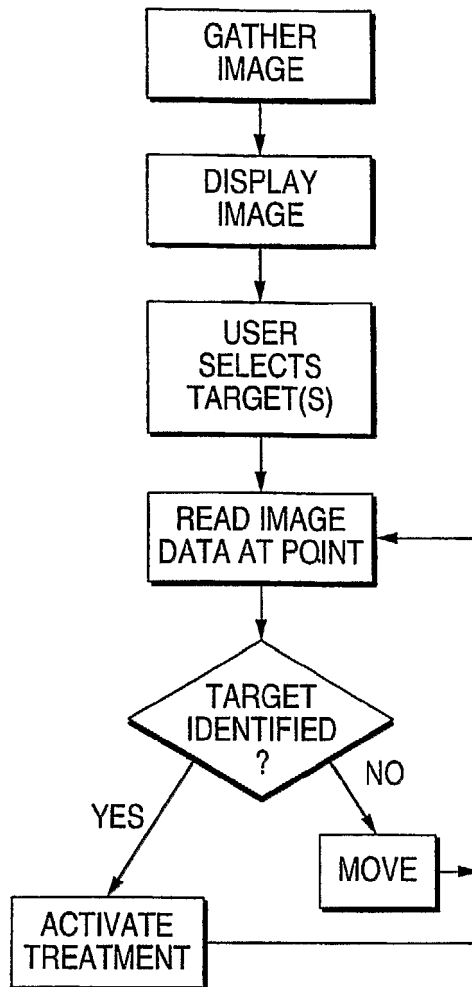 GATHER
IMAGE
DISPLAY
IMAGE
USER
SELECTS
TARGET(S)
READ IMAGE
DATA AT POINT
TARGET
IDENTIFIED
?
YES
NO
MOVE
ACTIVATE
TREATMENT